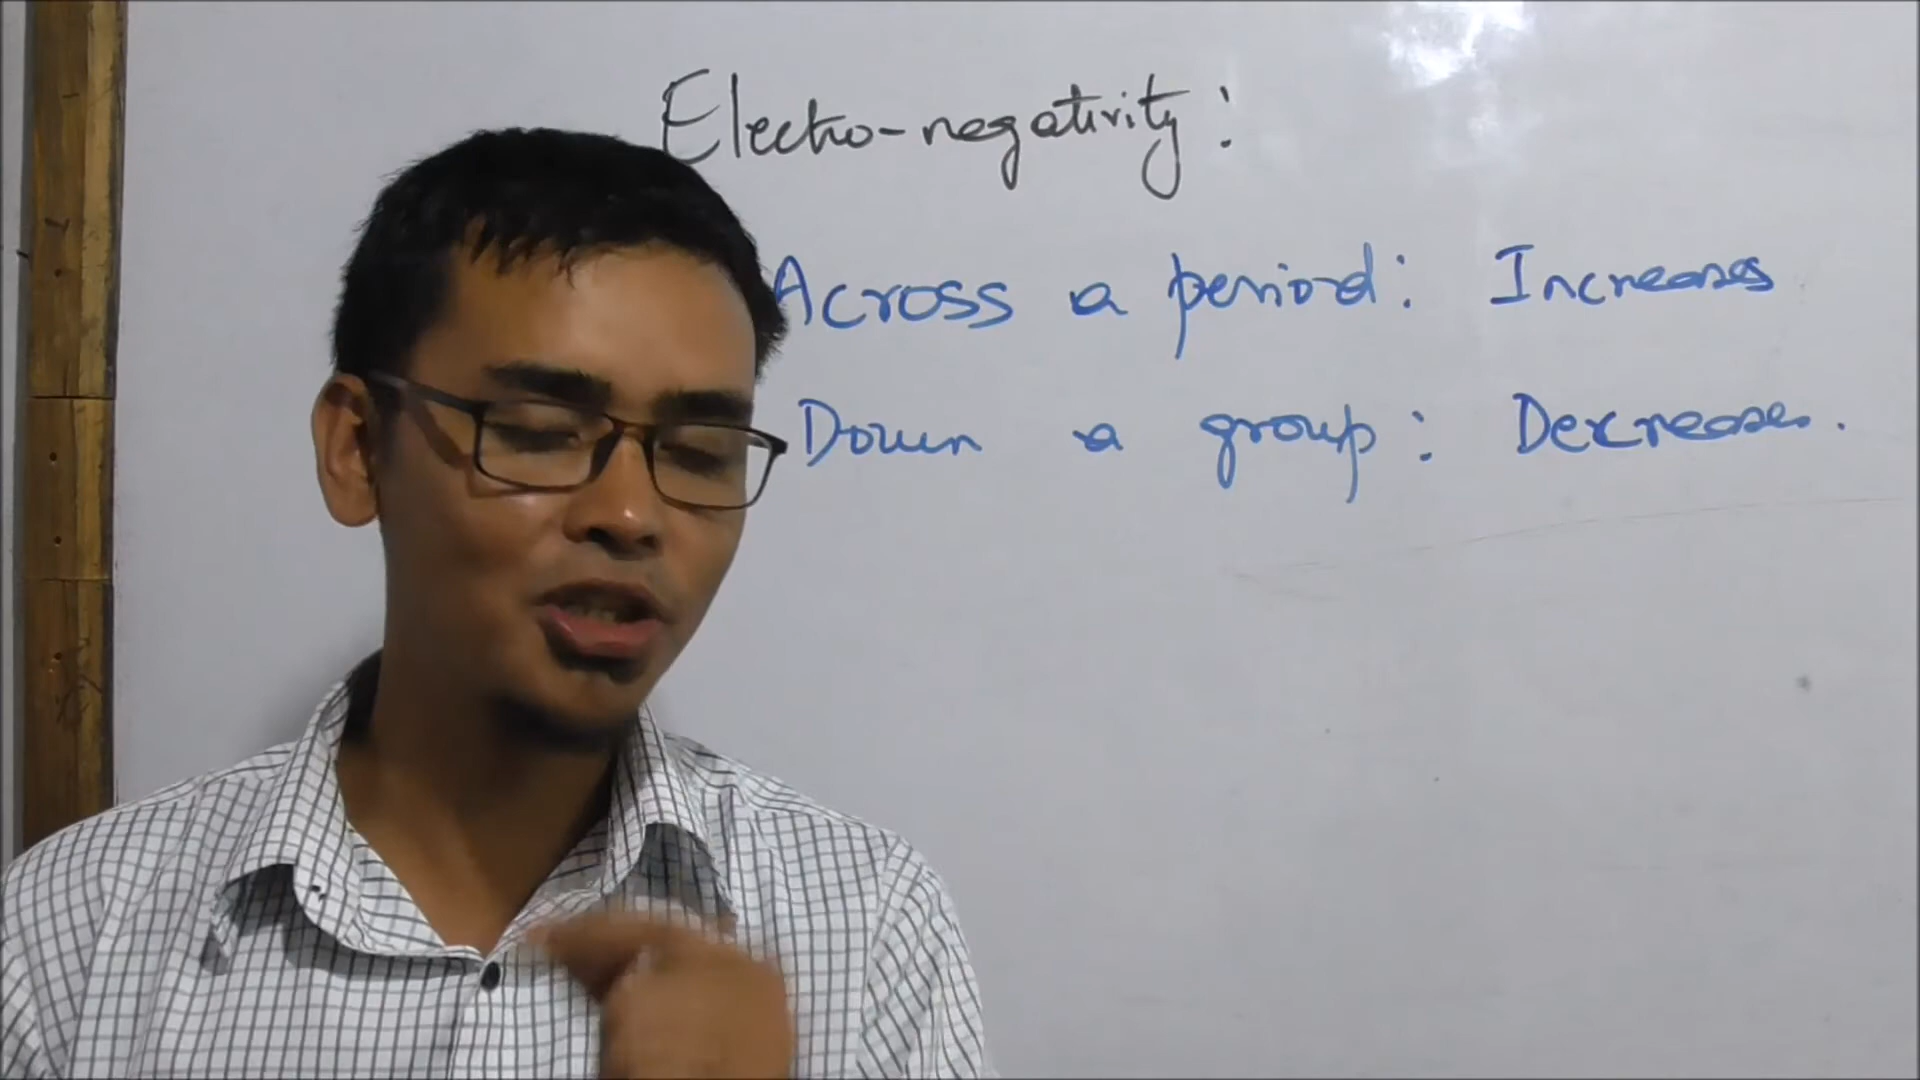 Electro-negativity:
Across a period: Increases
Down a group: Decreases.